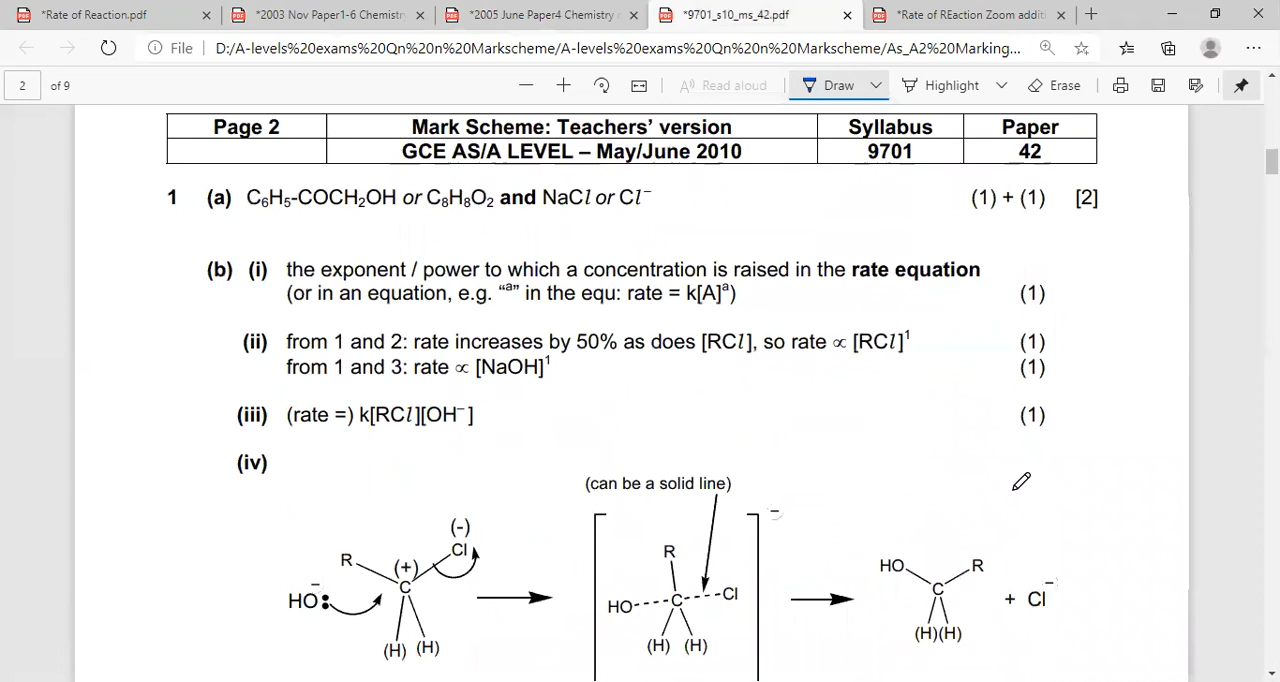 *Rate of Reaction.pdf
*2003 Nov Paper1-6 Chemistry
*2005 June Paper4 Chemistry
*9701_s10_ms_42.pdf
*Rate of REaction Zoom addit
File
D:/A-levels%20exams%20Qn%20n%20Markscheme/A-levels%20exams%20Qn%20n%20Markscheme/As_A2%20Marking...
2 of 9
Read aloud
Draw
Highlight
Erase
Page 2 Mark Scheme: Teachers’ version Syllabus Paper
GCE AS/A LEVEL – May/June 2010 9701 42
1 (a) C₆H₅-COCH₂OH or C₈H₈O₂ and NaCl or Cl⁻ (1) + (1) [2]
(b) (i) the exponent / power to which a concentration is raised in the rate equation
(or in an equation, e.g. “ᵃ” in the equ: rate = k[A]ᵃ) (1)
(ii) from 1 and 2: rate increases by 50% as does [RCl], so rate ∝ [RCl]¹ (1)
from 1 and 3: rate ∝ [NaOH]¹ (1)
(iii) (rate =) k[RCl][OH⁻] (1)
(iv)
(can be a solid line)
(-)
R (+) Cl
C
HO:⁻
(H) (H)
R
HO C Cl
(H) (H)
−
HO R
C
(H)(H)
+ Cl⁻